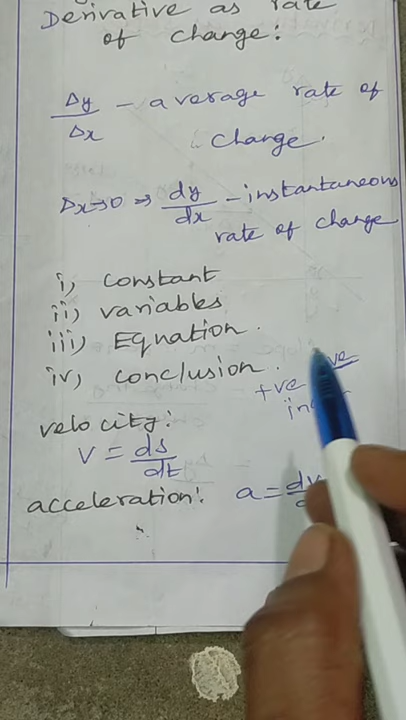 Derivative as rate
of change:
Δy/Δx - average rate of
change.
Δx→0 ⇒ dy/dx - instantaneous
rate of change
i) constant
ii) variables
iii) Equation.
iv) conclusion.
+ve
velocity:
V = ds/dt
acceleration: a =